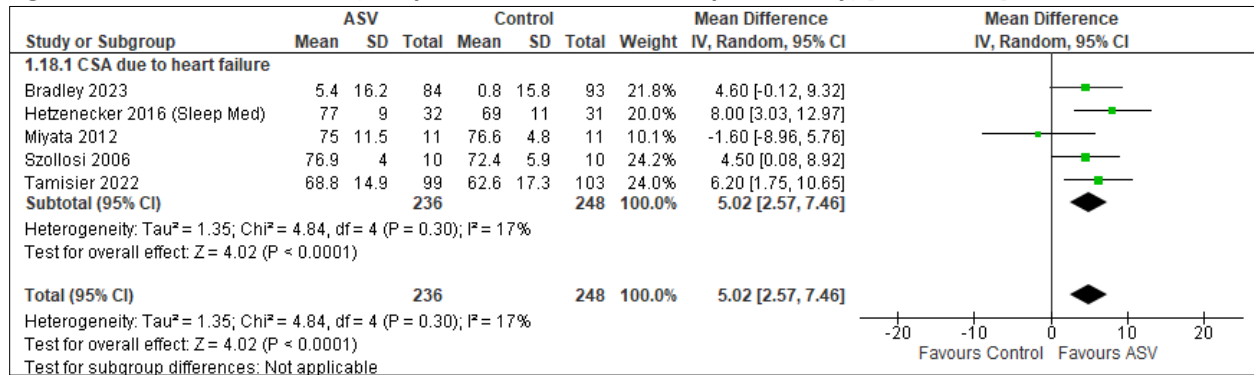 ASV Control Mean Difference Mean Difference
Study or Subgroup Mean SD Total Mean SD Total Weight IV, Random, 95% CI IV, Random, 95% CI
1.18.1 CSA due to heart failure
Bradley 2023 5.4 16.2 84 0.8 15.8 93 21.8% 4.60 [-0.12, 9.32]
Hetzenecker 2016 (Sleep Med) 77 9 32 69 11 31 20.0% 8.00 [3.03, 12.97]
Miyata 2012 75 11.5 11 76.6 4.8 11 10.1% -1.60 [-8.96, 5.76]
Szollosi 2006 76.9 4 10 72.4 5.9 10 24.2% 4.50 [0.08, 8.92]
Tamisier 2022 68.8 14.9 99 62.6 17.3 103 24.0% 6.20 [1.75, 10.65]
Subtotal (95% CI) 236 248 100.0% 5.02 [2.57, 7.46]
Heterogeneity: Tau² = 1.35; Chi² = 4.84, df = 4 (P = 0.30); I² = 17%
Test for overall effect: Z = 4.02 (P < 0.0001)
Total (95% CI) 236 248 100.0% 5.02 [2.57, 7.46]
Heterogeneity: Tau² = 1.35; Chi² = 4.84, df = 4 (P = 0.30); I² = 17%
Test for overall effect: Z = 4.02 (P < 0.0001)
Test for subgroup differences: Not applicable
-20 -10 0 10 20
Favours Control Favours ASV